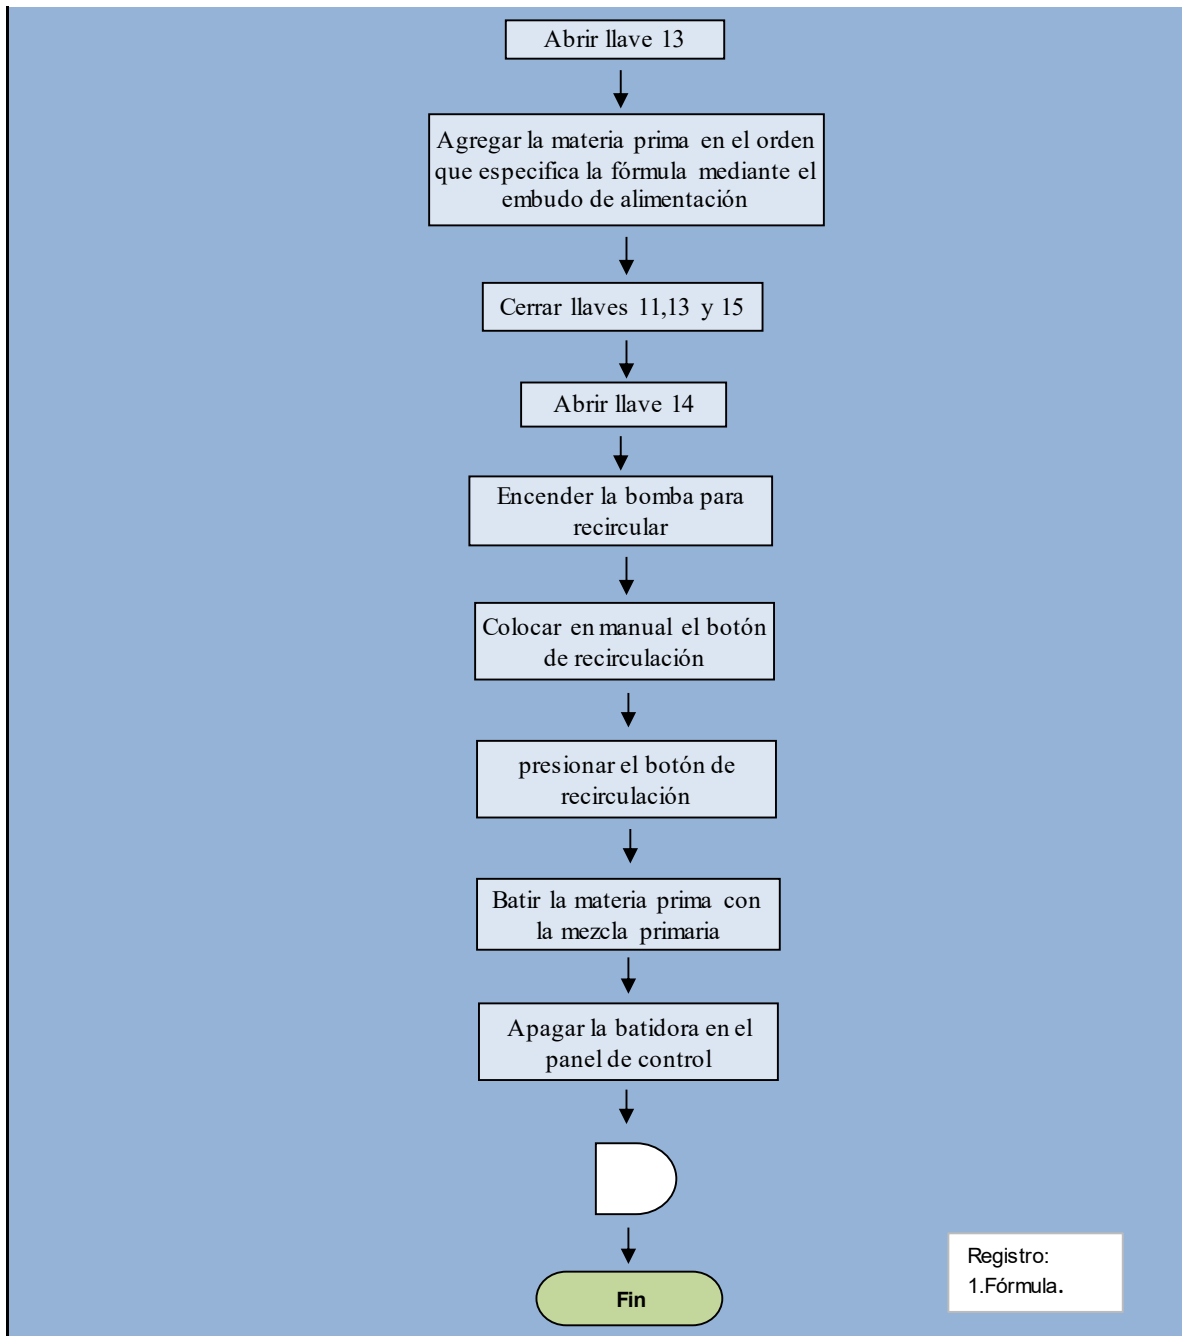 Abrir llave 13
Agregar la materia prima en el orden
que especifica la fórmula mediante el
embudo de alimentación
Cerrar llaves 11,13 y 15
Abrir llave 14
Encender la bomba para
recircular
Colocar en manual el botón
de recirculación
presionar el botón de
recirculación
Batir la materia prima con
la mezcla primaria
Apagar la batidora en el
panel de control
Fin
Registro:
1.Fórmula.